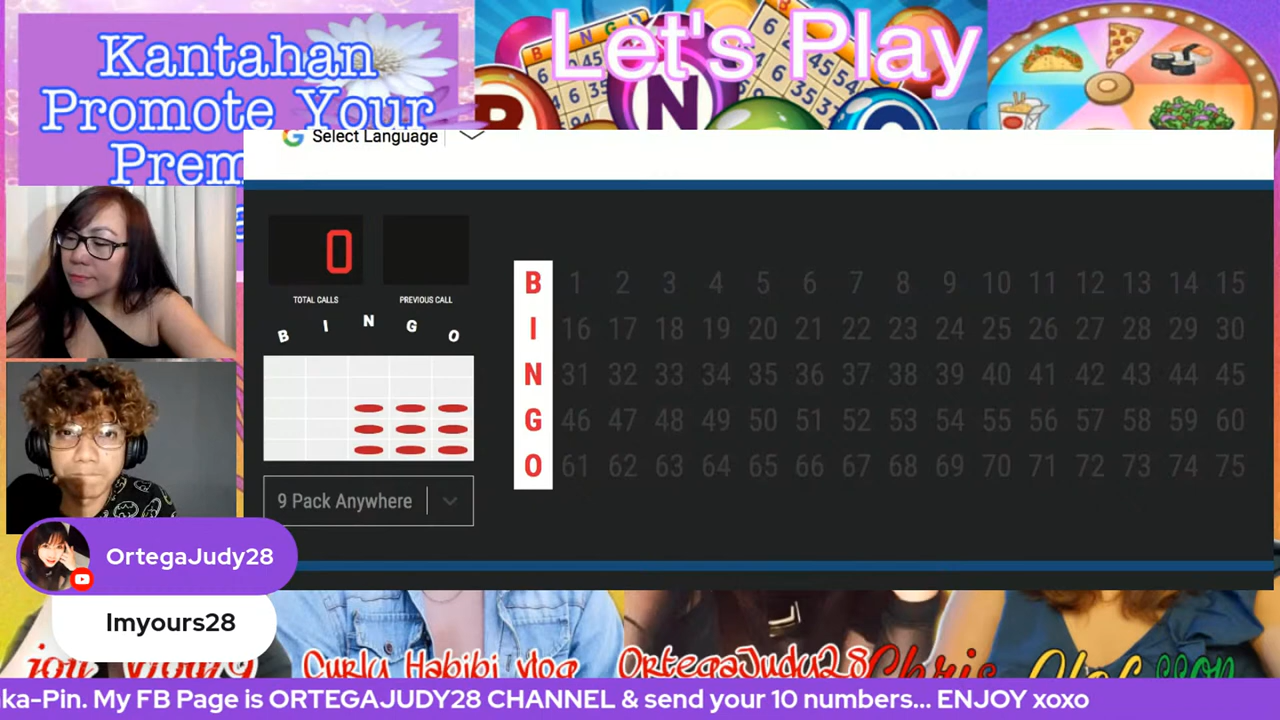 Kantahan
Promote Your
Prem
Let's Play
B
N
Select Language
0
TOTAL CALLS
PREVIOUS CALL
B I N G O
9 Pack Anywhere
B 1 2 3 4 5 6 7 8 9 10 11 12 13 14 15
I 16 17 18 19 20 21 22 23 24 25 26 27 28 29 30
N 31 32 33 34 35 36 37 38 39 40 41 42 43 44 45
G 46 47 48 49 50 51 52 53 54 55 56 57 58 59 60
O 61 62 63 64 65 66 67 68 69 70 71 72 73 74 75
OrtegaJudy28
Imyours28
Curly Habibi vlog
OrtegaJudy28
Chris
aka-Pin. My FB Page is ORTEGAJUDY28 CHANNEL & send your 10 numbers... ENJOY xoxo